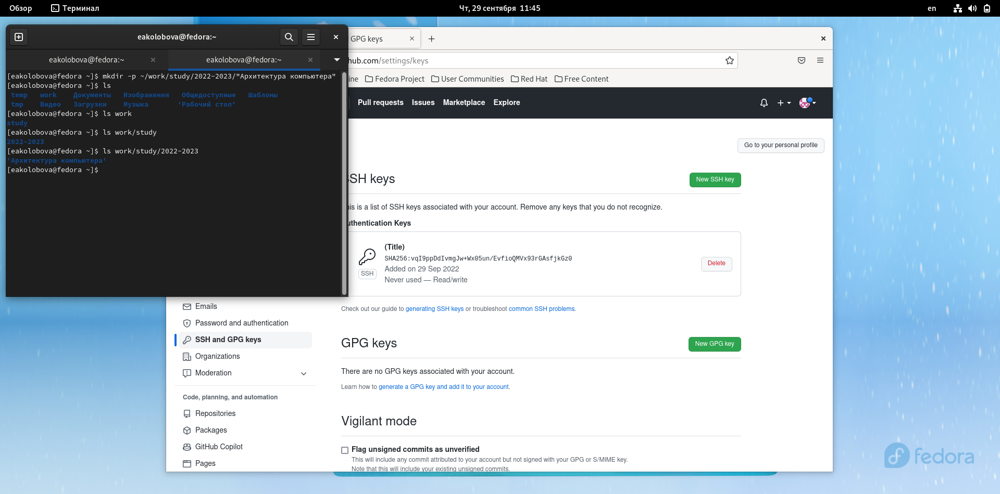 Обзор Терминал Чт, 29 сентября 11:45 en
eakolobova@fedora:~
eakolobova@fedora:~ eakolobova@fedora:~
[eakolobova@fedora ~]$ mkdir -p ~/work/study/2022-2023/"Архитектура компьютера"
[eakolobova@fedora ~]$ ls
temp work Документы Изображения Общедоступные Шаблоны
tmp Видео Загрузки Музыка 'Рабочий стол'
[eakolobova@fedora ~]$ ls work
study
[eakolobova@fedora ~]$ ls work/study
2022-2023
[eakolobova@fedora ~]$ ls work/study/2022-2023
'Архитектура компьютера'
[eakolobova@fedora ~]$
GPG keys
hub.com/settings/keys
ine Fedora Project User Communities Red Hat Free Content
Pull requests Issues Marketplace Explore
Go to your personal profile
SSH keys
New SSH key
is is a list of SSH keys associated with your account. Remove any keys that you do not recognize.
uthentication Keys
(Title)
SHA256:vqI9ppDdIvmgJw+Wx05un/EvfioQMVx93rGAsfjkGz0
Added on 29 Sep 2022
Never used — Read/write
SSH
Delete
Check out our guide to generating SSH keys or troubleshoot common SSH problems.
Emails
Password and authentication
SSH and GPG keys
Organizations
Moderation
Code, planning, and automation
Repositories
Packages
GitHub Copilot
Pages
GPG keys
New GPG key
There are no GPG keys associated with your account.
Learn how to generate a GPG key and add it to your account.
Vigilant mode
Flag unsigned commits as unverified
This will include any commit attributed to your account but not signed with your GPG or S/MIME key.
Note that this will include your existing unsigned commits.
fedora